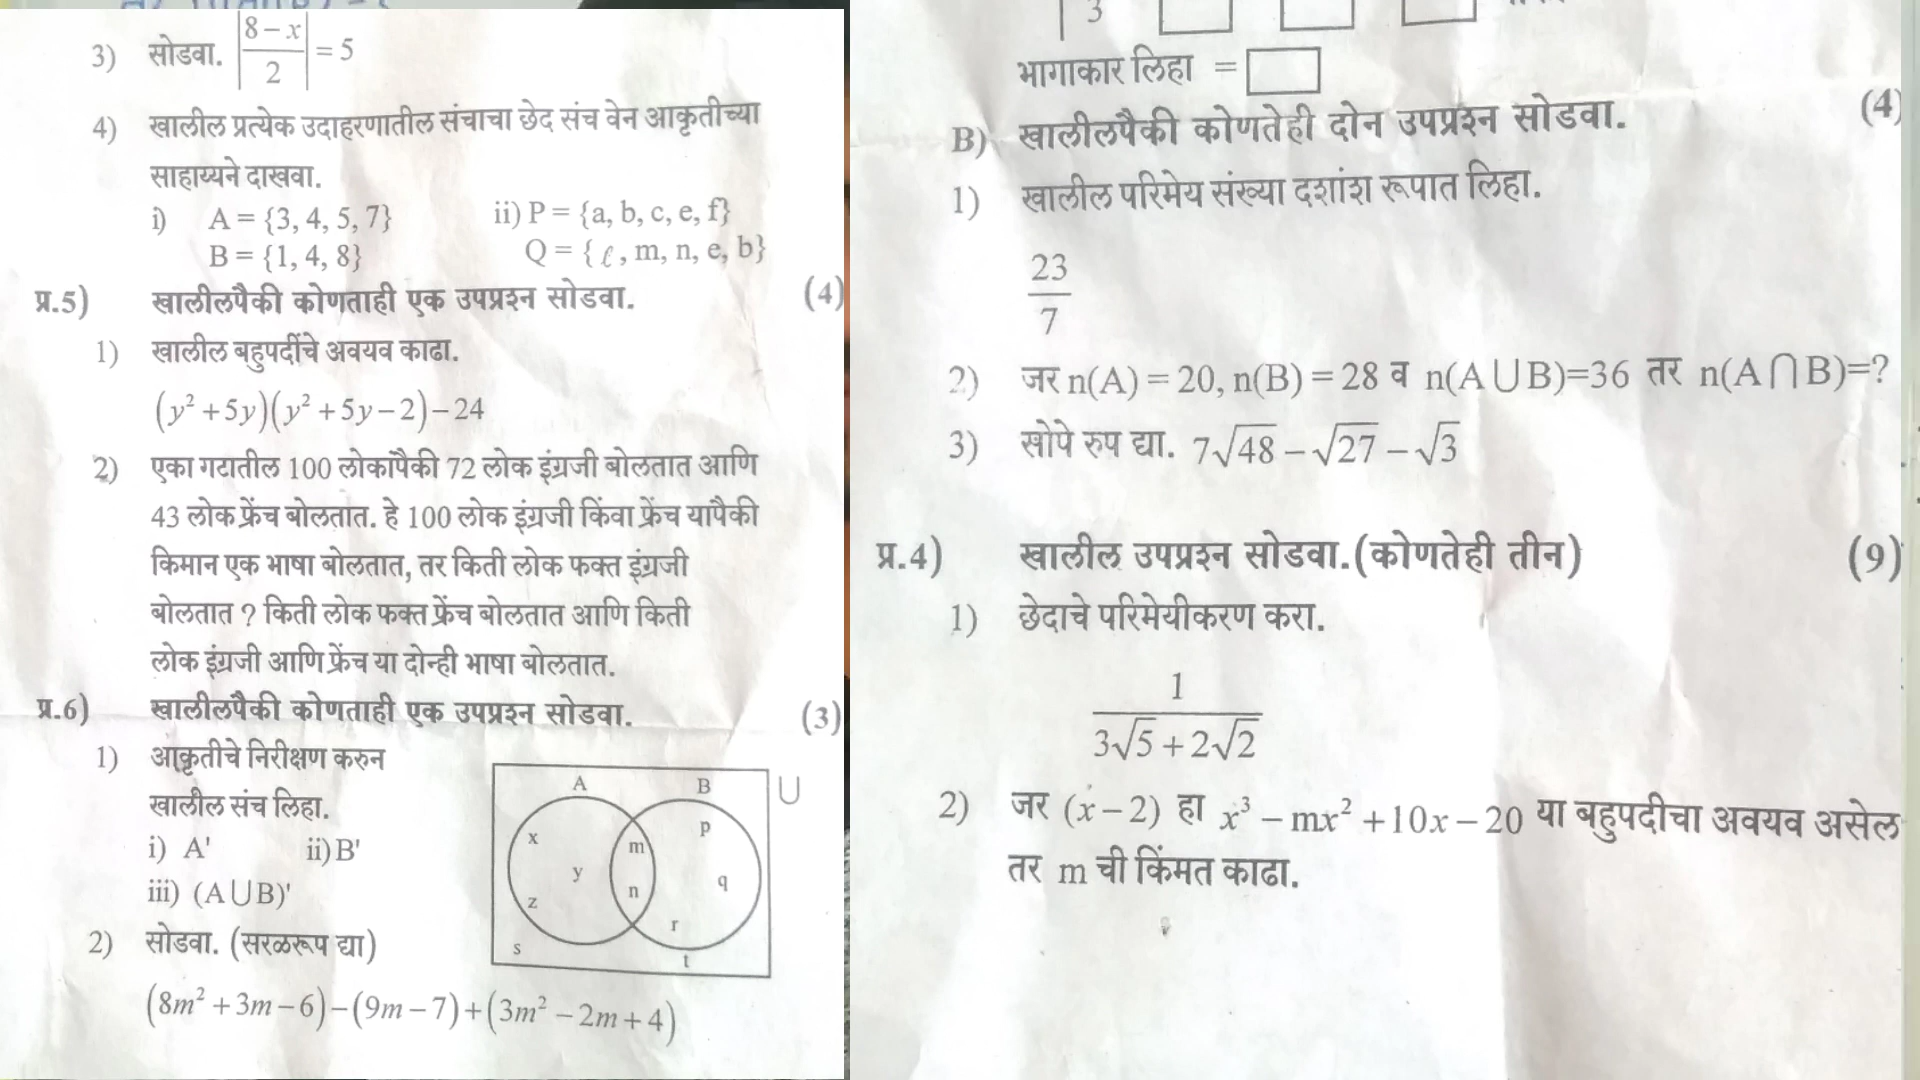 3) सोडवा. |8 − x / 2| = 5
4) खालील प्रत्येक उदाहरणातील संचाचा छेद संच वेन आकृतीच्या
साहाय्यने दाखवा.
i) A = {3, 4, 5, 7} ii) P = {a, b, c, e, f}
B = {1, 4, 8} Q = {ℓ, m, n, e, b}
प्र.5) खालीलपैकी कोणताही एक उपप्रश्न सोडवा. (4)
1) खालील बहुपदींचे अवयव काढा.
(y² + 5y)(y² + 5y − 2) − 24
2) एका गटातील 100 लोकांपैकी 72 लोक इंग्रजी बोलतात आणि
43 लोक फ्रेंच बोलतात. हे 100 लोक इंग्रजी किंवा फ्रेंच यापैकी
किमान एक भाषा बोलतात, तर किती लोक फक्त इंग्रजी
बोलतात ? किती लोक फक्त फ्रेंच बोलतात आणि किती
लोक इंग्रजी आणि फ्रेंच या दोन्ही भाषा बोलतात.
प्र.6) खालीलपैकी कोणताही एक उपप्रश्न सोडवा. (3)
1) आकृतीचे निरीक्षण करुन
खालील संच लिहा.
i) A' ii) B'
iii) (A∪B)'
A B U
x y z m n p q r s t
2) सोडवा. (सरळरूप द्या)
(8m² + 3m − 6) − (9m − 7) + (3m² − 2m + 4)
3
भागाकार लिहा =
B) खालीलपैकी कोणतेही दोन उपप्रश्न सोडवा. (4)
1) खालील परिमेय संख्या दशांश रूपात लिहा.
23
7
2) जर n(A) = 20, n(B) = 28 व n(A∪B)=36 तर n(A∩B)=?
3) सोपे रुप द्या. 7√48 − √27 − √3
प्र.4) खालील उपप्रश्न सोडवा.(कोणतेही तीन) (9)
1) छेदाचे परिमेयीकरण करा.
1
3√5 + 2√2
2) जर (x − 2) हा x³ − mx² + 10x − 20 या बहुपदीचा अवयव असेल
तर m ची किंमत काढा.